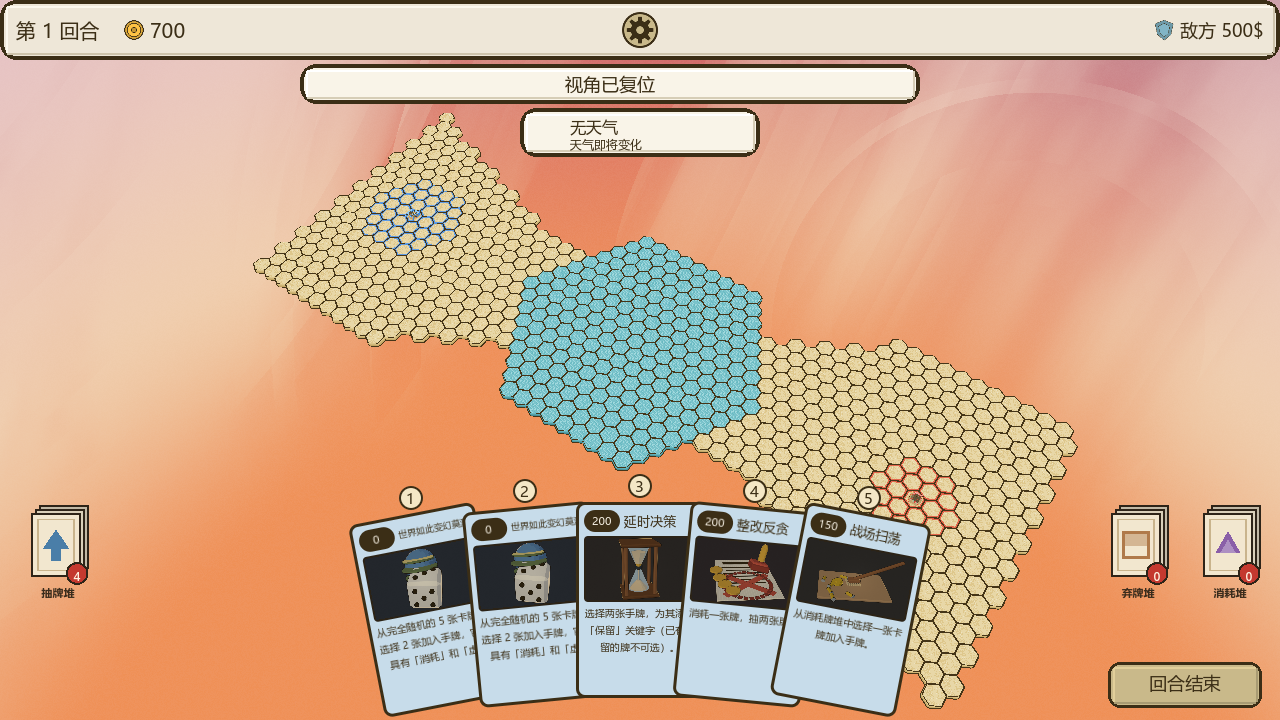 第 1 回合
700
敌方 500$
视角已复位
无天气
天气即将变化
1
0
从完全随机的 5 张卡
选择 2 张加入手牌，
具有「消耗」和「
2
0
世界如此变幻莫
从完全随机的 5 张卡
选择 2 张加入手牌，
具有「消耗」和「
3
200 延时决策
选择两张手牌，为其
「保留」关键字（已
留的牌不可选）。
4
200 整改反贪
消耗一张牌，抽两张
5
150 战场扫荡
从消耗牌堆中选择一张卡
牌加入手牌。
4
抽牌堆
0
弃牌堆
0
消耗堆
回合结束